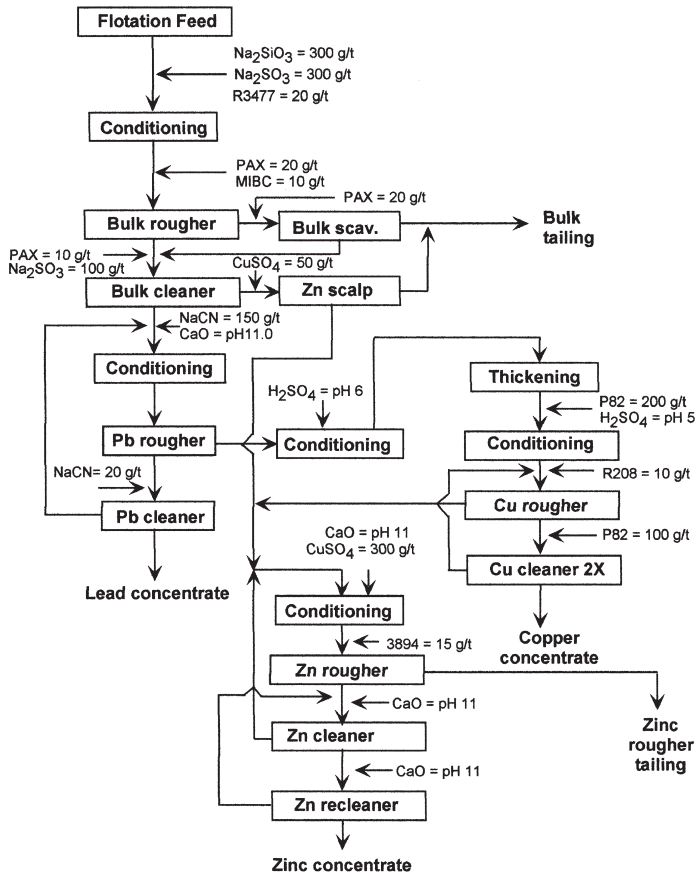 Flotation Feed
Na2SiO3 = 300 g/t
Na2SO3 = 300 g/t
R3477 = 20 g/t
Conditioning
PAX = 20 g/t
MIBC = 10 g/t
PAX = 20 g/t
Bulk rougher
Bulk scav.
Bulk
tailing
PAX = 10 g/t
Na2SO3 = 100 g/t
CuSO4 = 50 g/t
Bulk cleaner
Zn scalp
NaCN = 150 g/t
CaO = pH11.0
Conditioning
Thickening
H2SO4 = pH 6
P82 = 200 g/t
H2SO4 = pH 5
Pb rougher
Conditioning
Conditioning
NaCN= 20 g/t
R208 = 10 g/t
Pb cleaner
Cu rougher
CaO = pH 11
CuSO4 = 300 g/t
P82 = 100 g/t
Cu cleaner 2X
Lead concentrate
Conditioning
Copper
concentrate
3894 = 15 g/t
Zn rougher
CaO = pH 11
Zinc
rougher
tailing
Zn cleaner
CaO = pH 11
Zn recleaner
Zinc concentrate